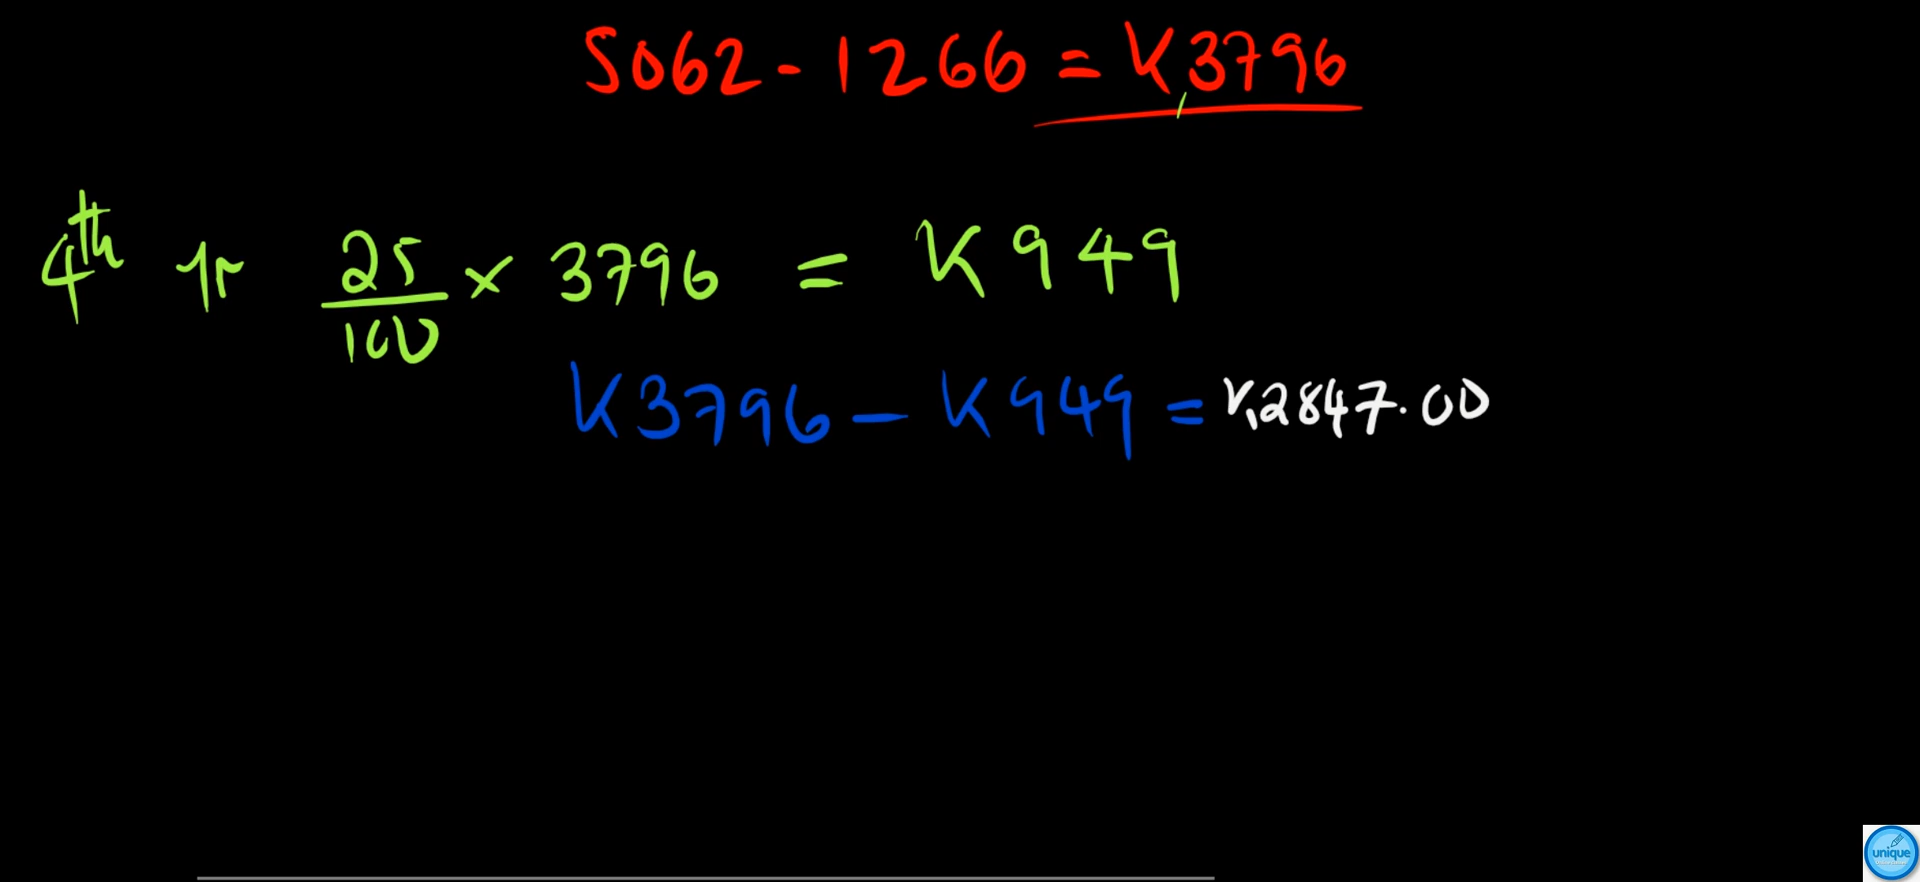 5062 - 1266 = K3796
4th yr 25/100 x 3796 = K949
K3796 - K949 = K2847.00
unique